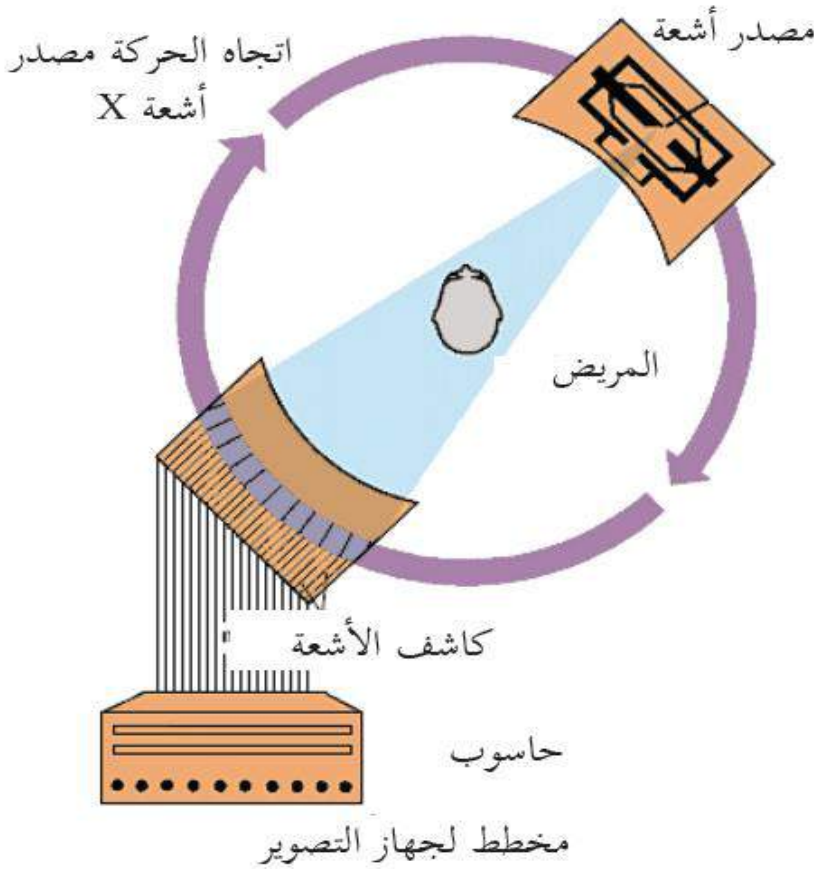 مصدر أشعة
اتجاه الحركة مصدر
أشعة X
المريض
كاشف الأشعة
حاسوب
مخطط لجهاز التصوير